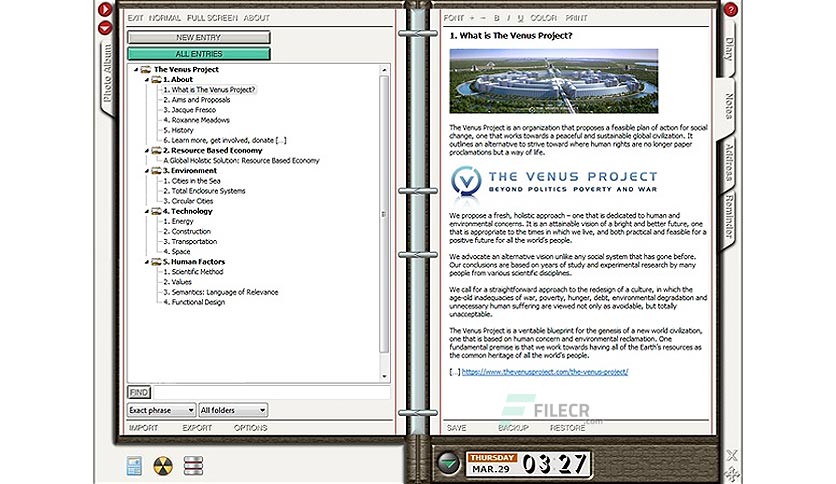 EXIT NORMAL FULL SCREEN ABOUT
NEW ENTRY
ALL ENTRIES
The Venus Project
1. About
1. What is The Venus Project?
2. Aims and Proposals
3. Jacque Fresco
4. Roxanne Meadows
5. History
6. Learn more, get involved, donate [...]
2. Resource Based Economy
A Global Holistic Solution: Resource Based Economy
3. Environment
1. Cities in the Sea
2. Total Enclosure Systems
3. Circular Cities
4. Technology
1. Energy
2. Construction
3. Transportation
4. Space
5. Human Factors
1. Scientific Method
2. Values
3. Semantics: Language of Relevance
4. Functional Design
FIND
Exact phrase All folders
IMPORT EXPORT OPTIONS
Photo Album
FONT + - B I U COLOR PRINT
1. What is The Venus Project?
The Venus Project is an organization that proposes a feasible plan of action for social
change, one that works towards a peaceful and sustainable global civilization. It
outlines an alternative to strive toward where human rights are no longer paper
proclamations but a way of life.
THE VENUS PROJECT
BEYOND POLITICS POVERTY AND WAR
We propose a fresh, holistic approach – one that is dedicated to human and
environmental concerns. It is an attainable vision of a bright and better future, one
that is appropriate to the times in which we live, and both practical and feasible for a
positive future for all the world's people.
We advocate an alternative vision unlike any social system that has gone before.
Our conclusions are based on years of study and experimental research by many
people from various scientific disciplines.
We call for a straightforward approach to the redesign of a culture, in which the
age-old inadequacies of war, poverty, hunger, debt, environmental degradation and
unnecessary human suffering are viewed not only as avoidable, but totally
unacceptable.
The Venus Project is a veritable blueprint for the genesis of a new world civilization,
one that is based on human concern and environmental reclamation. One
fundamental premise is that we work towards having all of the Earth's resources as
the common heritage of all the world's people.
[...] https://www.thevenusproject.com/the-venus-project/
FILECR
.com
SAVE BACKUP RESTORE
Diary
Notes
Address
Reminder
THURSDAY
MAR.29
03:27